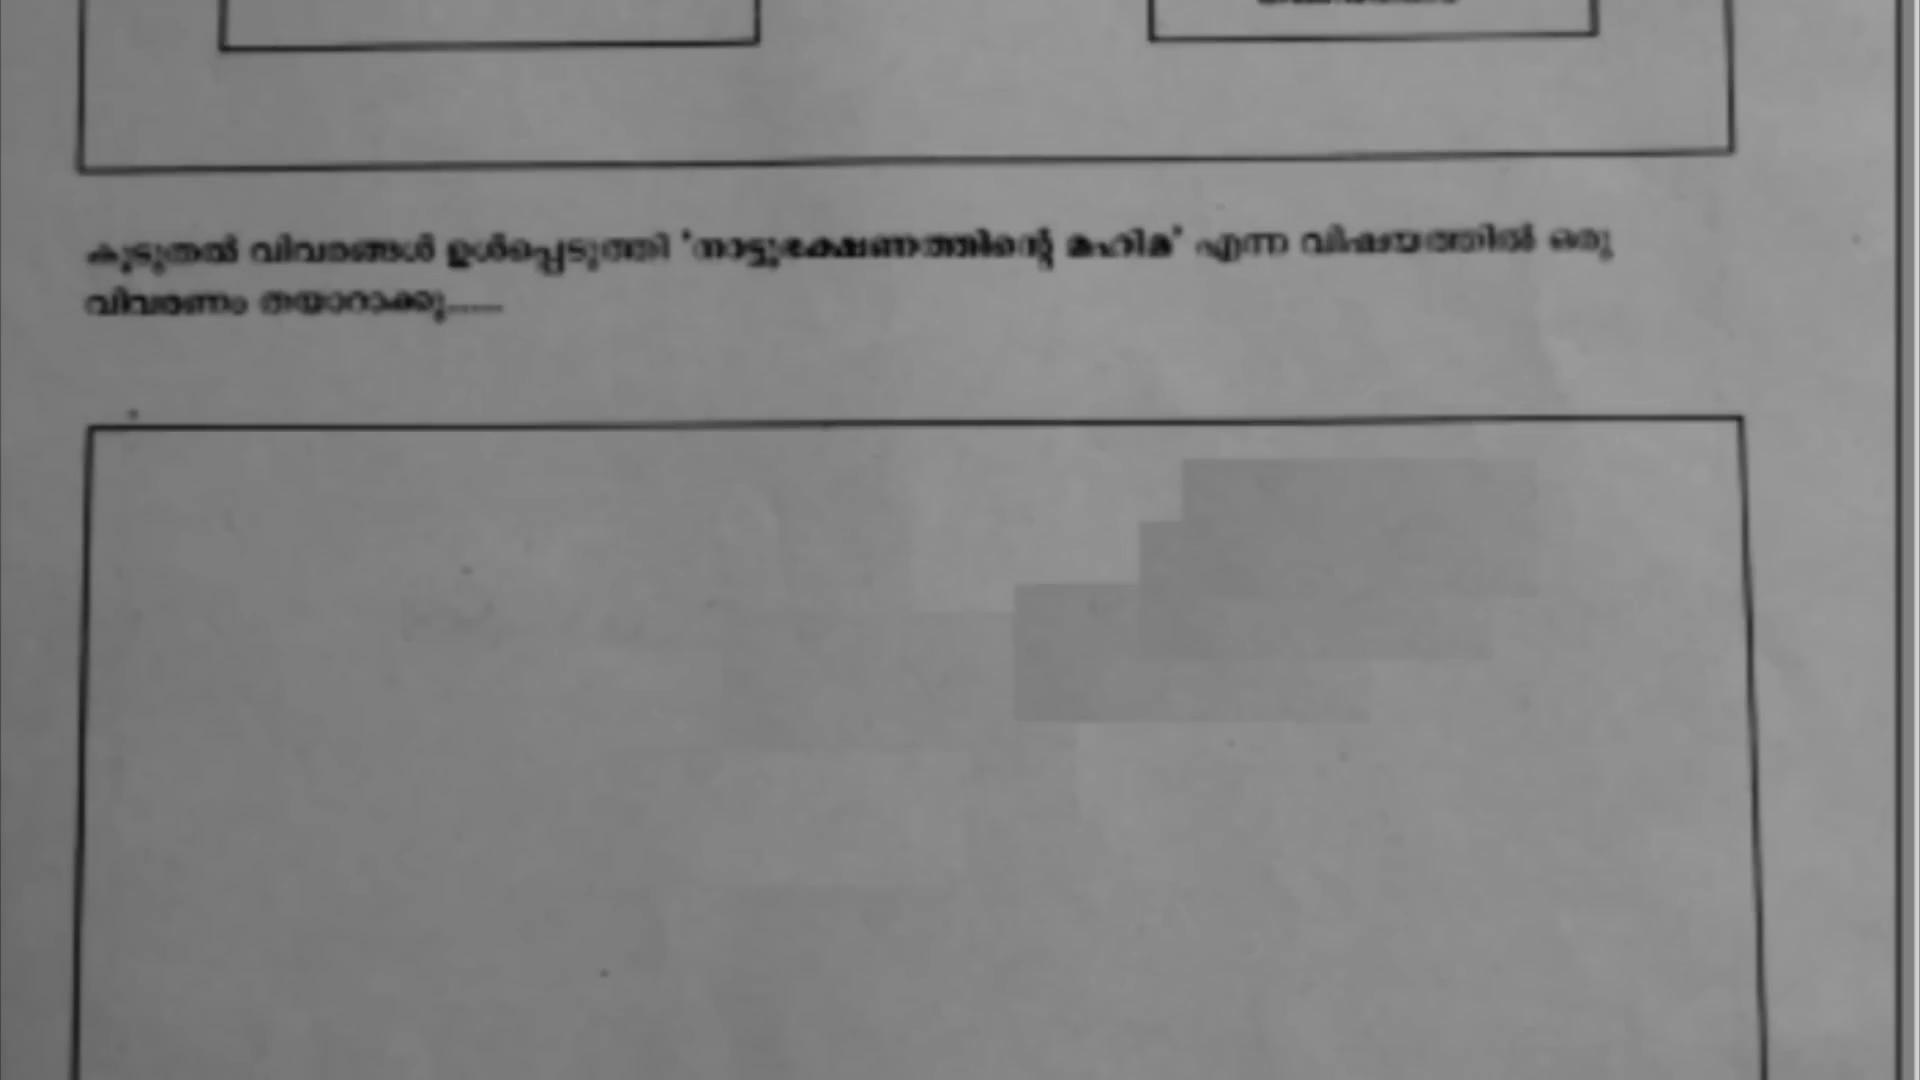 കൂടുതൽ വിവരങ്ങൾ ഉൾപ്പെടുത്തി 'നാട്ടുഭക്ഷണത്തിന്റെ മഹിമ' എന്ന വിഷയത്തിൽ ഒരു
വിവരണം തയാറാക്കൂ......